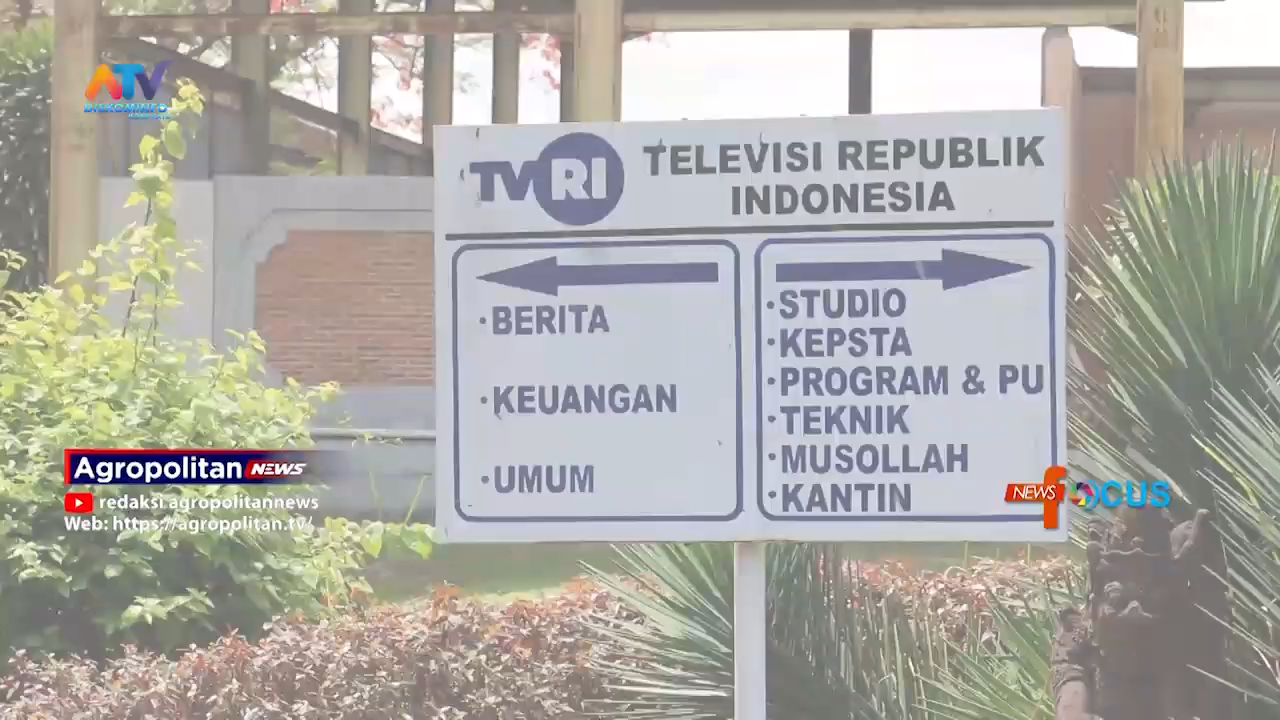 ATV
DISKOMINFO
TVRI
TELEVISI REPUBLIK
INDONESIA
· BERITA
· KEUANGAN
· UMUM
· STUDIO
· KEPSTA
· PROGRAM & PU
· TEKNIK
· MUSOLLAH
· KANTIN
Agropolitan NEWS
redaksi agropolitannews
Web: https://agropolitan.tv/
NEWS focus